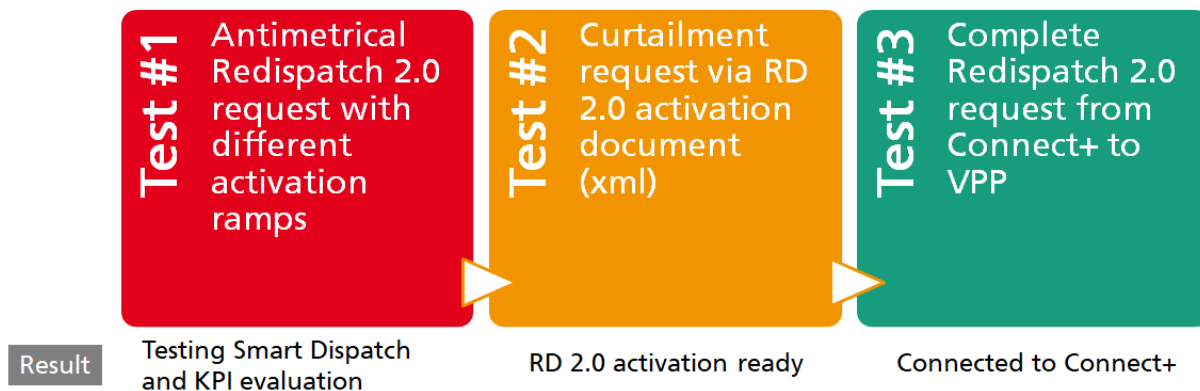 Test #1
Antimetrical
Redispatch 2.0
request with
different
activation
ramps
Test #2
Curtailment
request via RD
2.0 activation
document
(xml)
Test #3
Complete
Redispatch 2.0
request from
Connect+ to
VPP
Result
Testing Smart Dispatch
and KPI evaluation
RD 2.0 activation ready
Connected to Connect+